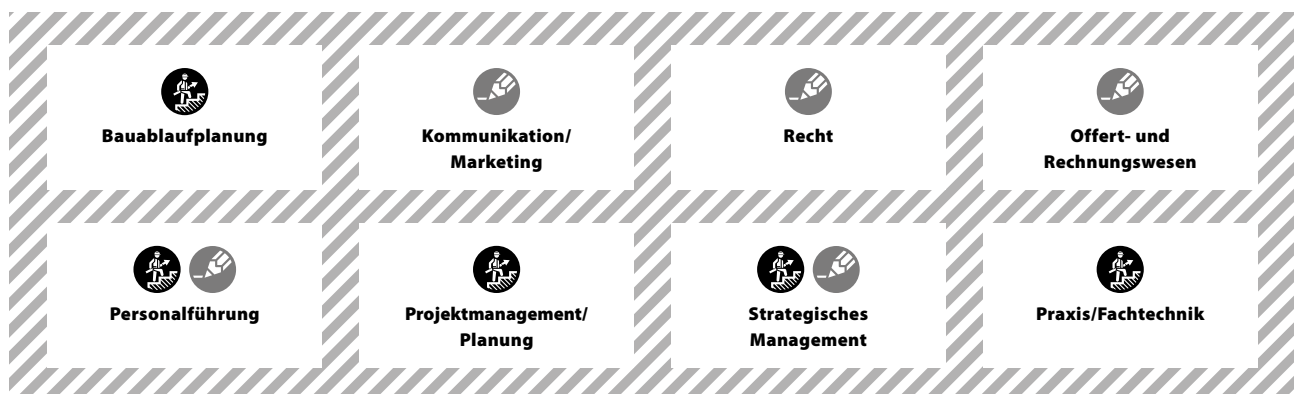 Bauablaufplanung
Kommunikation/
Marketing
Recht
Offert- und
Rechnungswesen
Personalführung
Projektmanagement/
Planung
Strategisches
Management
Praxis/Fachtechnik